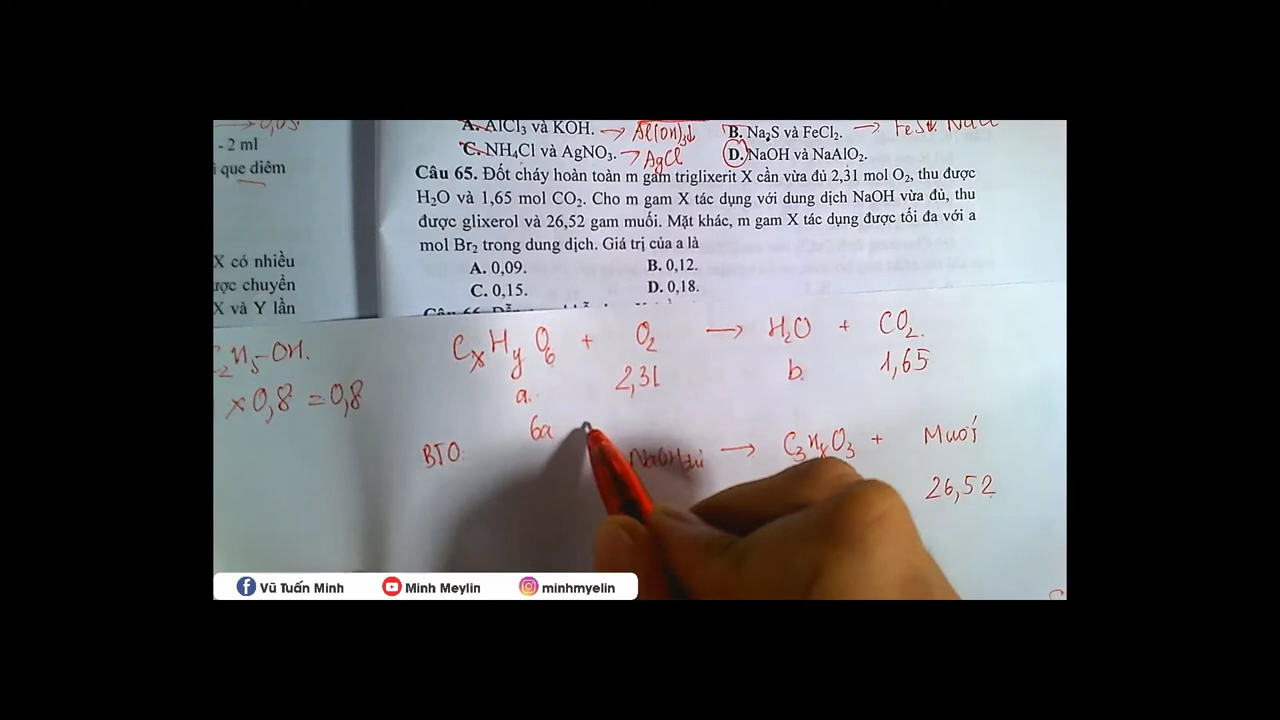 - 2 ml
que diêm
X có nhiều
ược chuyển
X và Y lần
A. AlCl₃ và KOH. → Al(OH)₃↓
B. Na₂S và FeCl₂. → FeS↓ NaCl
C. NH₄Cl và AgNO₃. → AgCl
D. NaOH và NaAlO₂.
Câu 65. Đốt cháy hoàn toàn m gam triglixerit X cần vừa đủ 2,31 mol O₂, thu được
H₂O và 1,65 mol CO₂. Cho m gam X tác dụng với dung dịch NaOH vừa đủ, thu
được glixerol và 26,52 gam muối. Mặt khác, m gam X tác dụng được tối đa với a
mol Br₂ trong dung dịch. Giá trị của a là
A. 0,09.
B. 0,12.
C. 0,15.
D. 0,18.
C₂H₅-OH.
× 0,8 = 0,8
CₓHᵧO₆ + O₂ → H₂O + CO₂.
a. 2,31 b 1,65
6a
BTO: NaOH → C₃H₈O₃ + Muối
26,52
Vũ Tuấn Minh
Minh Meylin
minhmyelin